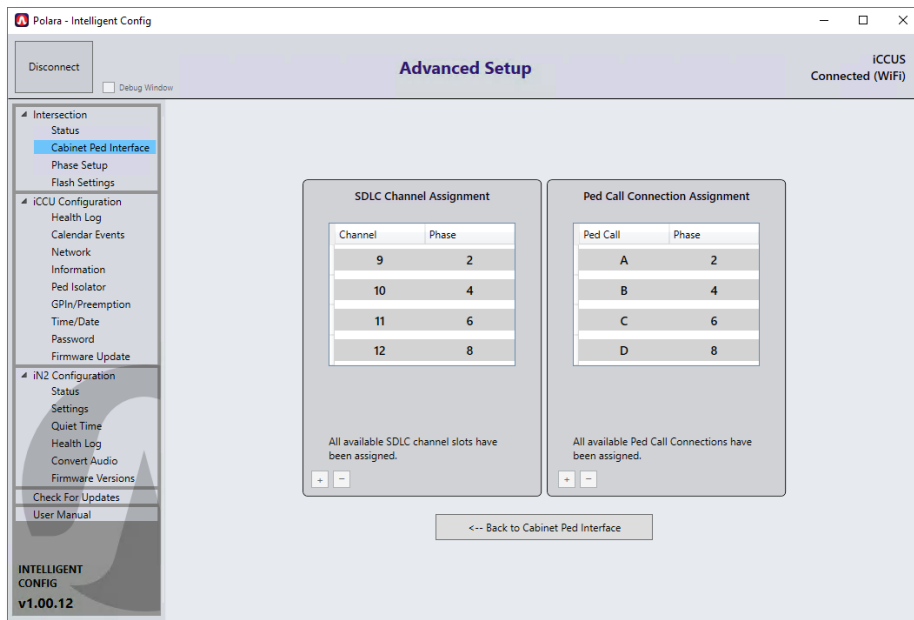 Polara - Intelligent Config
Disconnect
Debug Window
Advanced Setup
iCCUS
Connected (WiFi)
Intersection
Status
Cabinet Ped Interface
Phase Setup
Flash Settings
iCCU Configuration
Health Log
Calendar Events
Network
Information
Ped Isolator
GPIn/Preemption
Time/Date
Password
Firmware Update
iN2 Configuration
Status
Settings
Quiet Time
Health Log
Convert Audio
Firmware Versions
Check For Updates
User Manual
INTELLIGENT
CONFIG
v1.00.12
SDLC Channel Assignment
Channel Phase
9 2
10 4
11 6
12 8
All available SDLC channel slots have
been assigned.
+ −
Ped Call Connection Assignment
Ped Call Phase
A 2
B 4
C 6
D 8
All available Ped Call Connections have
been assigned.
+ −
<-- Back to Cabinet Ped Interface